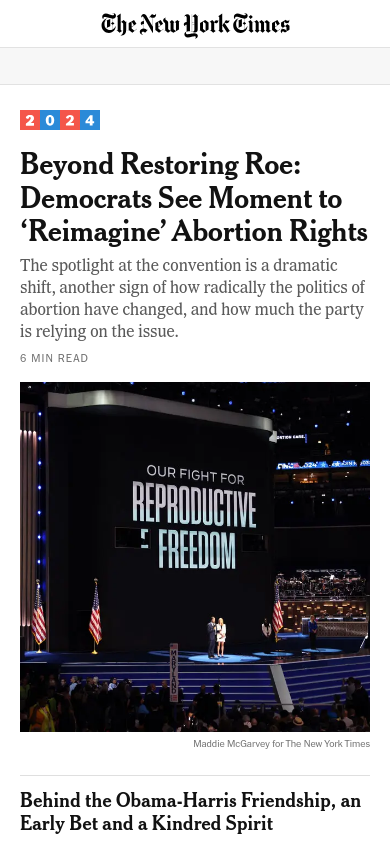 The New York Times
2024
Beyond Restoring Roe:
Democrats See Moment to
‘Reimagine’ Abortion Rights
The spotlight at the convention is a dramatic
shift, another sign of how radically the politics of
abortion have changed, and how much the party
is relying on the issue.
6 MIN READ
OUR FIGHT FOR
REPRODUCTIVE
FREEDOM
MARYLAND
Maddie McGarvey for The New York Times
Behind the Obama-Harris Friendship, an
Early Bet and a Kindred Spirit